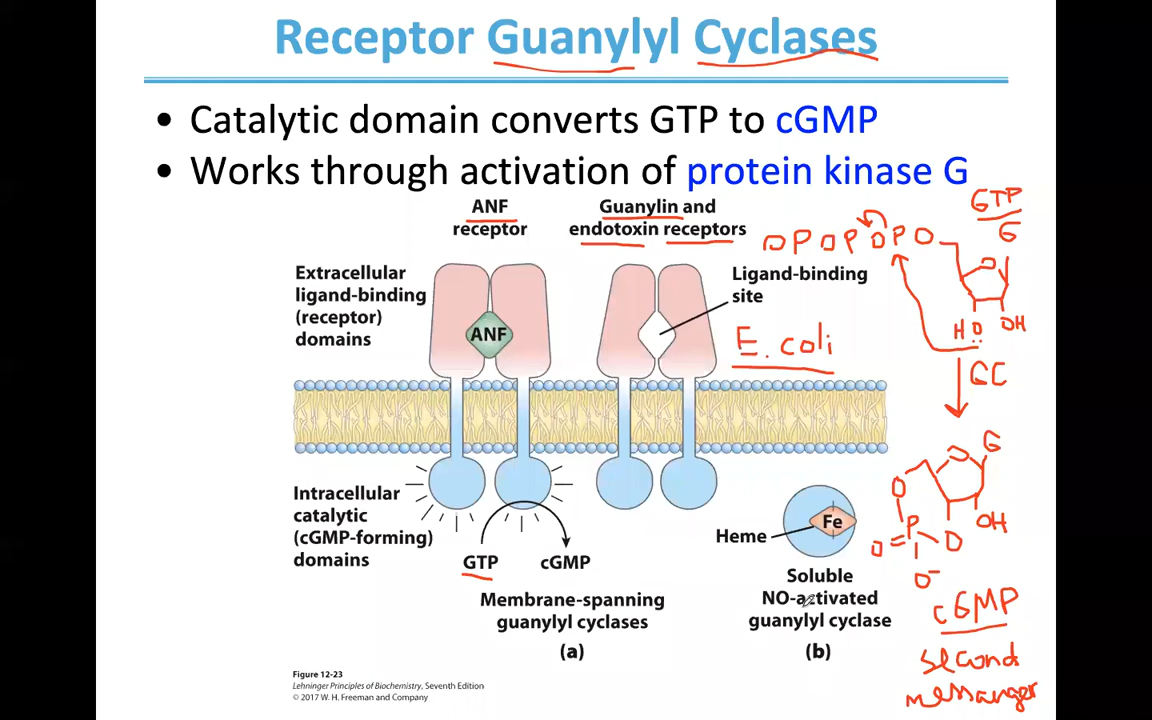 Receptor Guanylyl Cyclases
• Catalytic domain converts GTP to cGMP
• Works through activation of protein kinase G
ANF
receptor
Guanylin and
endotoxin receptors
Extracellular
ligand-binding
(receptor)
domains
ANF
Ligand-binding
site
E. coli
GTP
G
O P O P O P O
O
H O
OH
GC
G
O
O
P
O
OH
O =
O-
cGMP
second
messanger
Intracellular
catalytic
(cGMP-forming)
domains
GTP
cGMP
Membrane-spanning
guanylyl cyclases
(a)
Heme
Fe
Soluble
NO-activated
guanylyl cyclase
(b)
Figure 12-23
Lehninger Principles of Biochemistry, Seventh Edition
© 2017 W. H. Freeman and Company